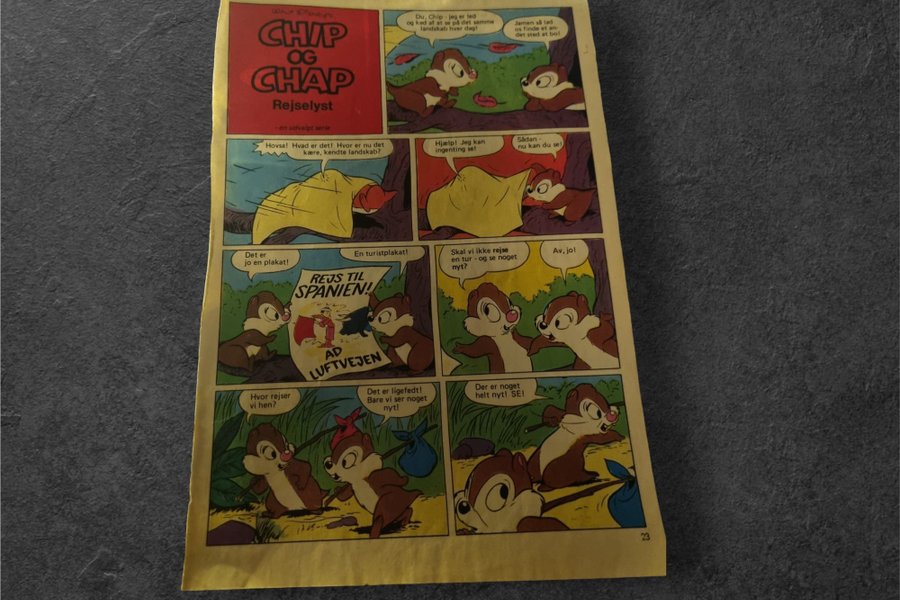 Walt Disney's
CHIP
OG
CHAP
Rejselyst
- en selvalgt serie
Du, Chip - jeg er led
og ked af at se på det samme
landskab hver dag!
Jamen så lad
os finde et an-
det sted at bo!
Hovsa! Hvad er det! Hvor er nu det
kære, kendte landskab?
Hjælp! Jeg kan
ingenting se!
Sådan -
nu kan du se!
Det er
jo en plakat!
En turistplakat!
REJS TIL
SPANIEN!
AD
LUFTVEJEN
Skal vi ikke rejse
en tur - og se noget
nyt?
Av, jo!
Hvor rejser
vi hen?
Det er ligefedt!
Bare vi ser noget
nyt!
Der er noget
helt nyt! SE!
23